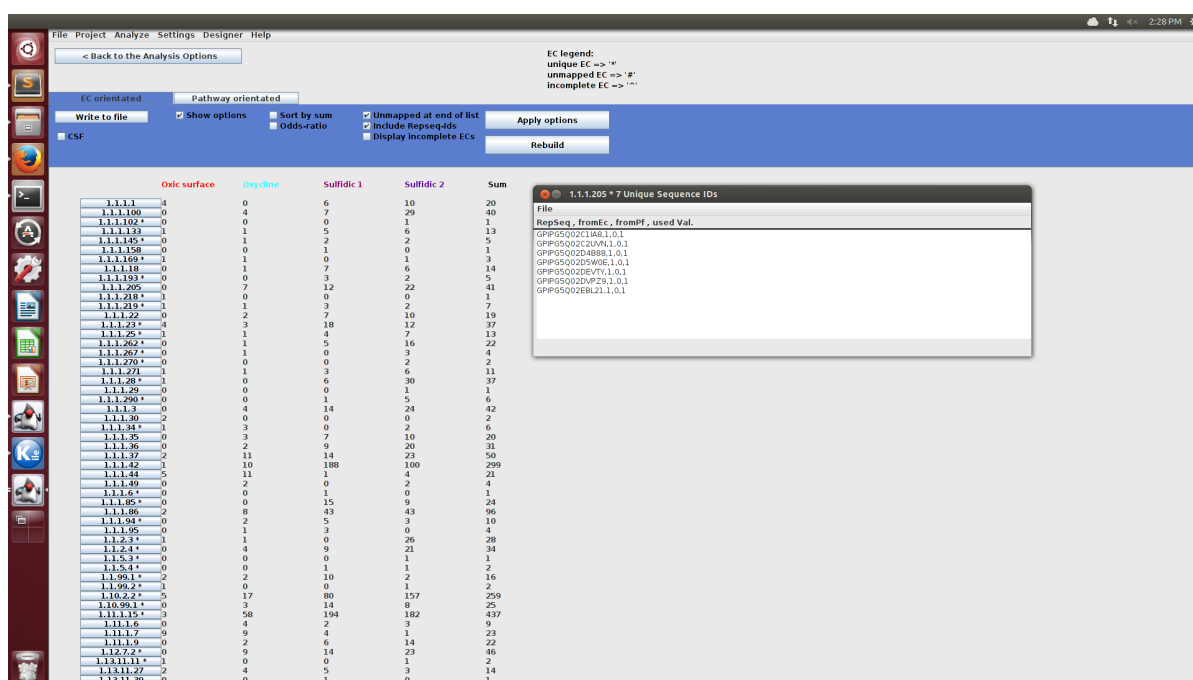 2:28 PM
File Project Analyze Settings Designer Help
< Back to the Analysis Options
EC legend:
unique EC => '*'
unmapped EC => '#'
incomplete EC => '^'
EC orientated Pathway orientated
Write to file Show options Sort by sum Unmapped at end of list Apply options
Odds-ratio Include Repseq-Ids
CSF Display incomplete ECs
Rebuild
Oxic surface Oxycline Sulfidic 1 Sulfidic 2 Sum
1.1.1.1 4 0 6 10 20
1.1.1.100 0 4 7 29 40
1.1.1.102 * 0 0 0 1 1
1.1.1.133 1 1 5 6 13
1.1.1.145 * 0 1 2 2 5
1.1.1.158 0 0 1 0 1
1.1.1.169 * 1 1 0 1 3
1.1.1.18 0 1 7 6 14
1.1.1.193 * 0 0 3 2 5
1.1.1.205 0 7 12 22 41
1.1.1.218 * 1 0 0 0 1
1.1.1.219 * 1 1 3 2 7
1.1.1.22 0 2 7 10 19
1.1.1.23 * 4 3 18 12 37
1.1.1.25 * 1 1 4 7 13
1.1.1.262 * 0 1 5 16 22
1.1.1.267 * 0 1 0 3 4
1.1.1.270 * 0 0 0 2 2
1.1.1.271 1 1 3 6 11
1.1.1.28 * 1 0 6 30 37
1.1.1.29 0 0 0 1 1
1.1.1.290 * 0 0 1 5 6
1.1.1.3 0 4 14 24 42
1.1.1.30 2 0 0 0 2
1.1.1.34 * 1 3 0 2 6
1.1.1.35 0 3 7 10 20
1.1.1.36 0 2 9 20 31
1.1.1.37 2 11 14 23 50
1.1.1.42 1 10 188 100 299
1.1.1.44 5 11 1 4 21
1.1.1.49 0 2 0 2 4
1.1.1.6 * 0 0 1 0 1
1.1.1.85 * 0 0 15 9 24
1.1.1.86 2 8 43 43 96
1.1.1.94 * 0 2 5 3 10
1.1.1.95 0 1 3 0 4
1.1.2.3 * 1 1 0 26 28
1.1.2.4 * 0 4 9 21 34
1.1.5.3 * 0 0 0 1 1
1.1.5.4 * 0 0 1 1 2
1.1.99.1 * 2 2 10 2 16
1.1.99.2 * 1 0 0 1 2
1.10.2.2 * 5 17 80 157 259
1.10.99.1 * 0 3 14 8 25
1.11.1.15 * 3 58 194 182 437
1.11.1.6 0 4 2 3 9
1.11.1.7 9 9 4 1 23
1.11.1.9 0 2 6 14 22
1.12.7.2 * 0 9 14 23 46
1.13.11.11 * 1 0 0 1 2
1.13.11.27 2 4 5 3 14
1.1.1.205 * 7 Unique Sequence IDs
File
RepSeq , fromEc , fromPf , used Val.
GPIPG5Q02C1IA8,1,0,1
GPIPG5Q02C2UVN,1,0,1
GPIPG5Q02D4B88,1,0,1
GPIPG5Q02D5W0E,1,0,1
GPIPG5Q02DEVTY,1,0,1
GPIPG5Q02DVPZ9,1,0,1
GPIPG5Q02EBL21,1,0,1